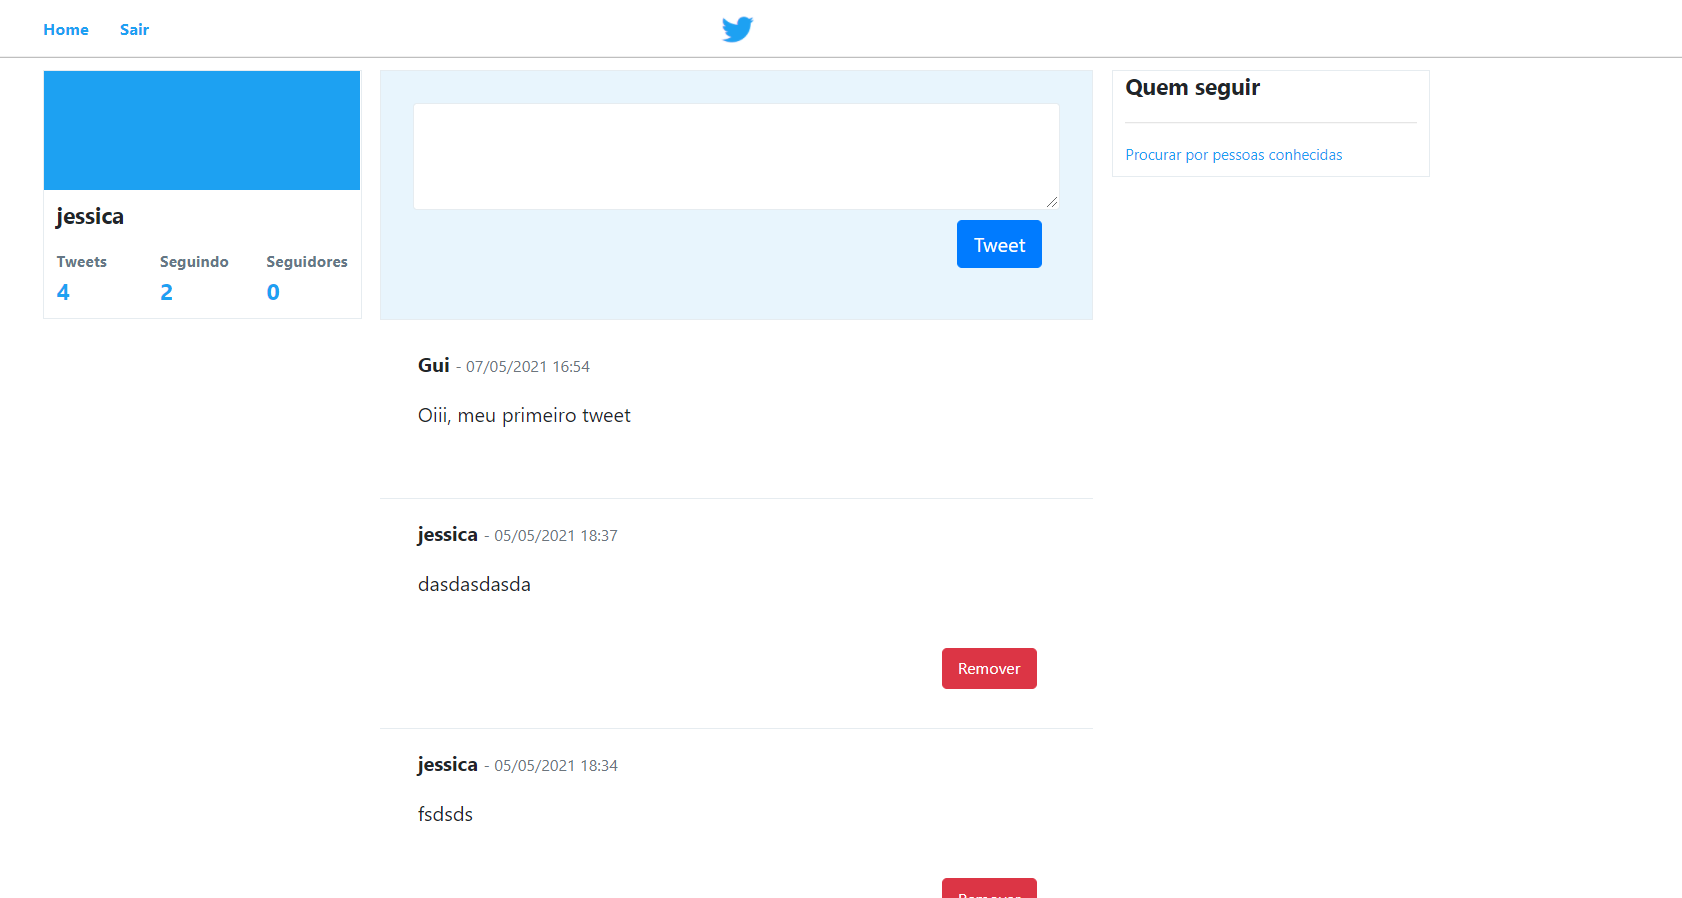 Home Sair
jessica
Tweets Seguindo Seguidores
4 2 0
Tweet
Gui - 07/05/2021 16:54
Oiii, meu primeiro tweet
jessica - 05/05/2021 18:37
dasdasdasda
Remover
jessica - 05/05/2021 18:34
fsdsds
Remover
Quem seguir
Procurar por pessoas conhecidas